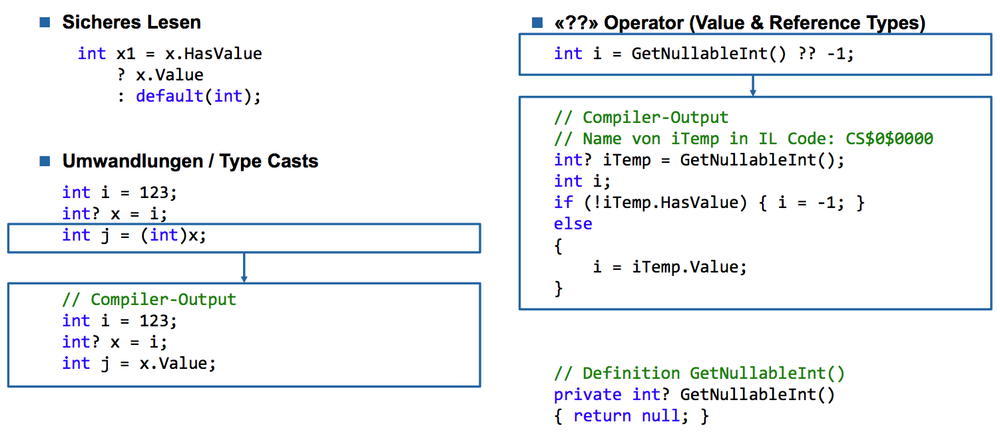 Sicheres Lesen
int x1 = x.HasValue
? x.Value
: default(int);
Umwandlungen / Type Casts
int i = 123;
int? x = i;
int j = (int)x;
// Compiler-Output
int i = 123;
int? x = i;
int j = x.Value;
«??» Operator (Value & Reference Types)
int i = GetNullableInt() ?? -1;
// Compiler-Output
// Name von iTemp in IL Code: CS$0$0000
int? iTemp = GetNullableInt();
int i;
if (!iTemp.HasValue) { i = -1; }
else
{
i = iTemp.Value;
}
// Definition GetNullableInt()
private int? GetNullableInt()
{ return null; }